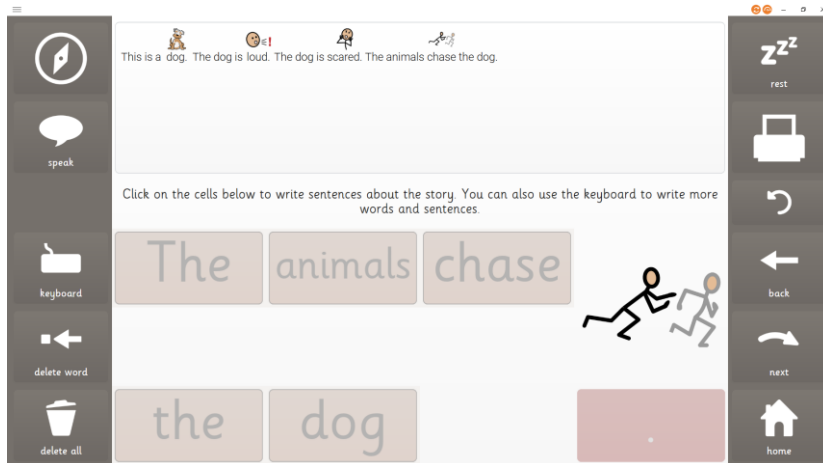 This is a dog. The dog is loud. The dog is scared. The animals chase the dog.
zzz
rest
speak
Click on the cells below to write sentences about the story. You can also use the keyboard to write more
words and sentences.
The animals chase
keyboard
back
delete word
next
the dog .
delete all
home